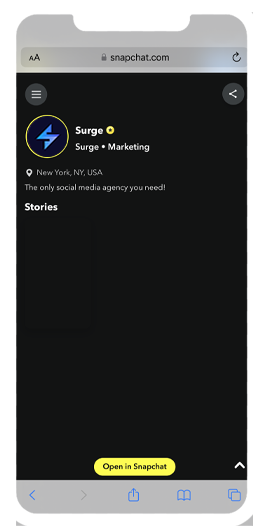 AA
snapchat.com
Surge
Surge • Marketing
New York, NY, USA
The only social media agency you need!
Stories
Open in Snapchat